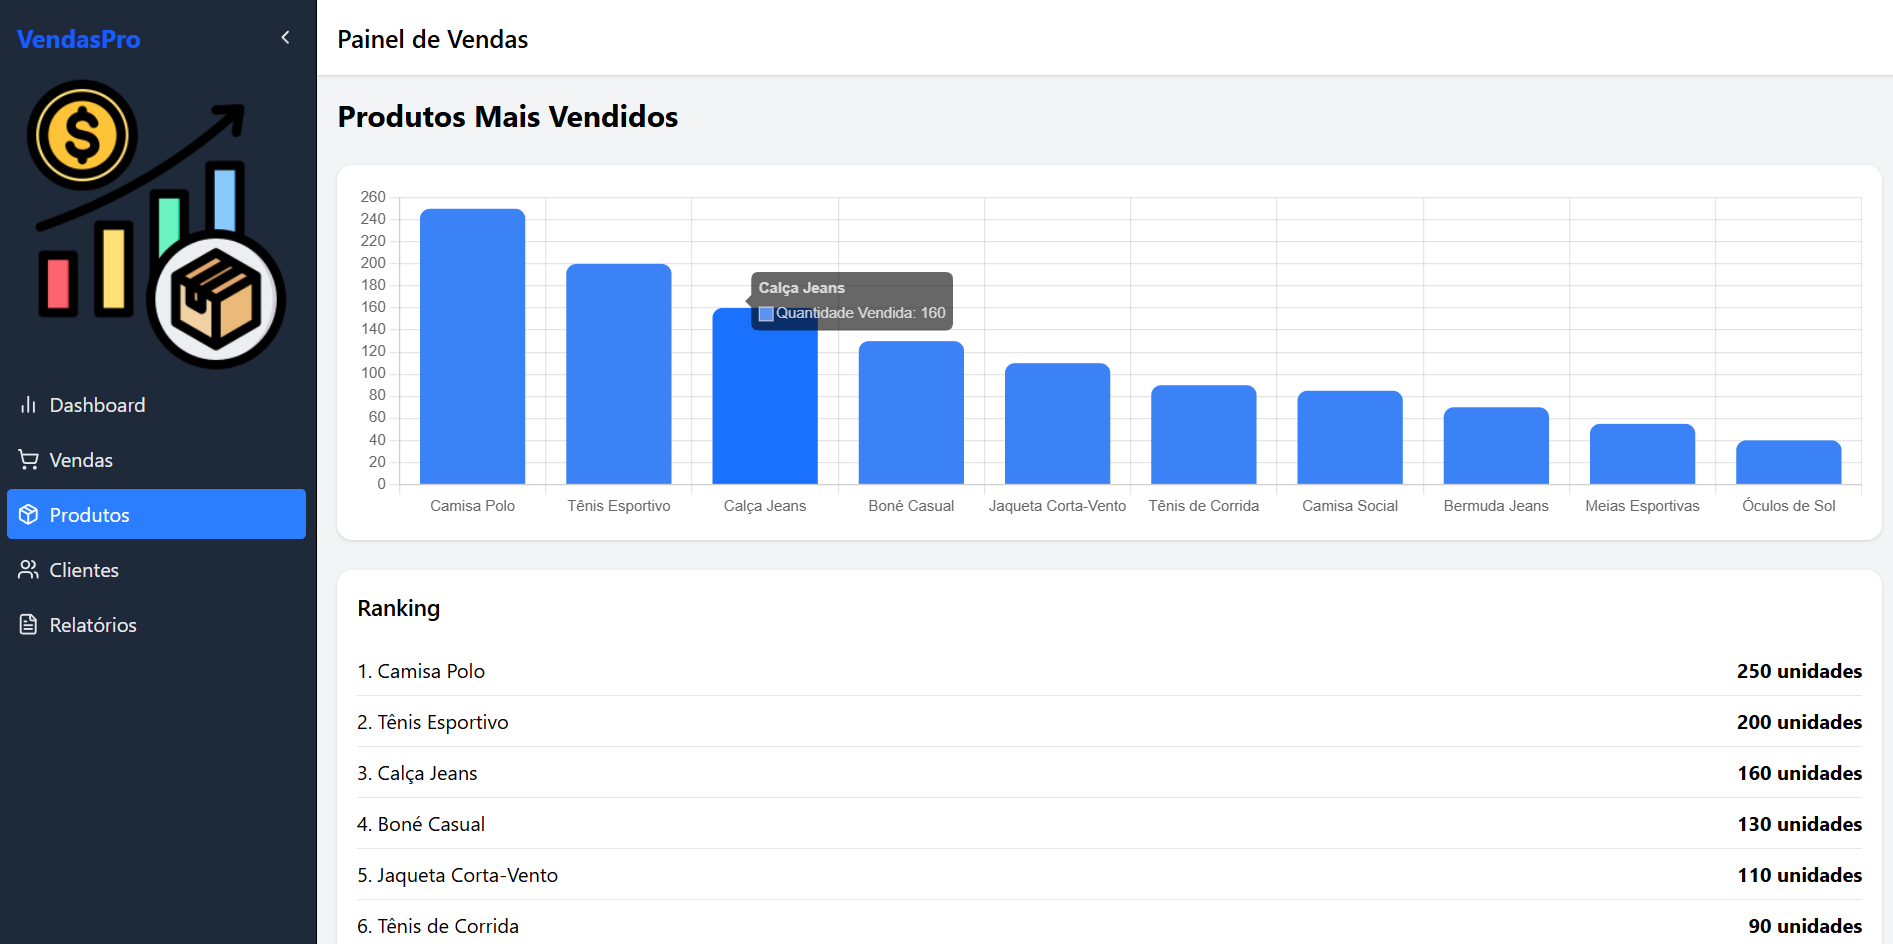 VendasPro
Dashboard
Vendas
Produtos
Clientes
Relatórios
Painel de Vendas
Produtos Mais Vendidos
260
240
220
200
180
160
140
120
100
80
60
40
20
0
Calça Jeans
Quantidade Vendida: 160
Camisa Polo Tênis Esportivo Calça Jeans Boné Casual Jaqueta Corta-Vento Tênis de Corrida Camisa Social Bermuda Jeans Meias Esportivas Óculos de Sol
Ranking
1. Camisa Polo 250 unidades
2. Tênis Esportivo 200 unidades
3. Calça Jeans 160 unidades
4. Boné Casual 130 unidades
5. Jaqueta Corta-Vento 110 unidades
6. Tênis de Corrida 90 unidades